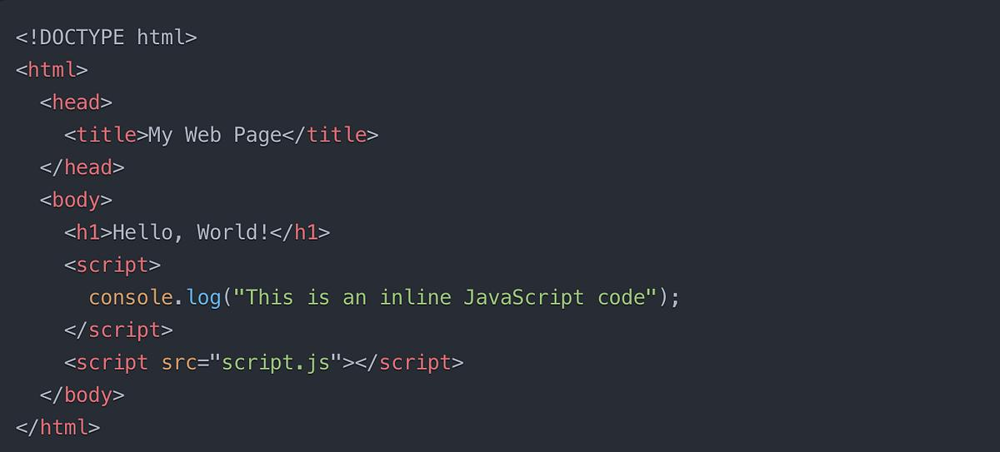 <!DOCTYPE html>
<html>
  <head>
    <title>My Web Page</title>
  </head>
  <body>
    <h1>Hello, World!</h1>
    <script>
      console.log("This is an inline JavaScript code");
    </script>
    <script src="script.js"></script>
  </body>
</html>